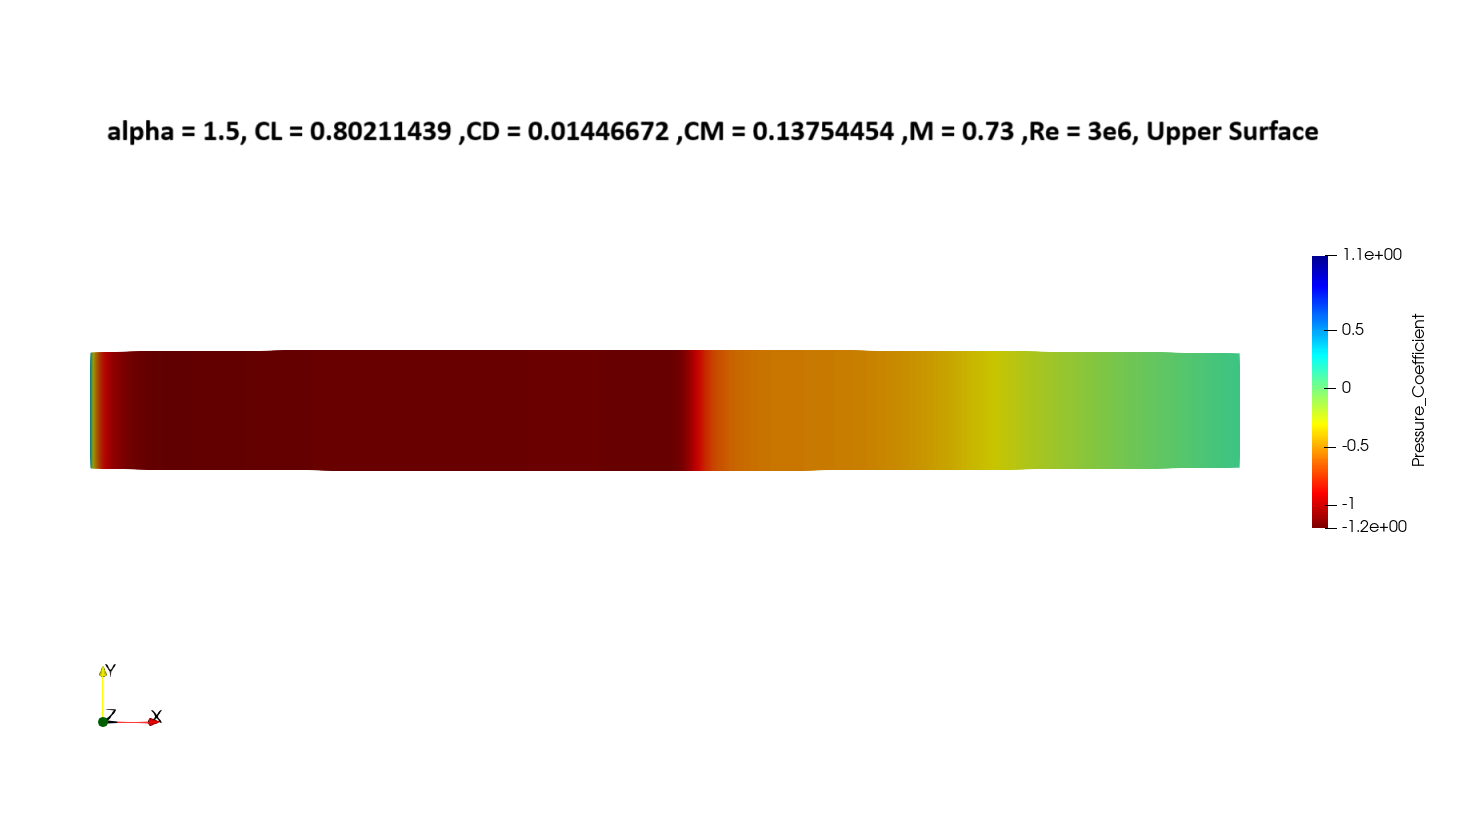 alpha = 1.5, CL = 0.80211439 ,CD = 0.01446672 ,CM = 0.13754454 ,M = 0.73 ,Re = 3e6, Upper Surface
1.1e+00
0.5
0
-0.5
-1
-1.2e+00
Pressure_Coefficient
Y
Z
X